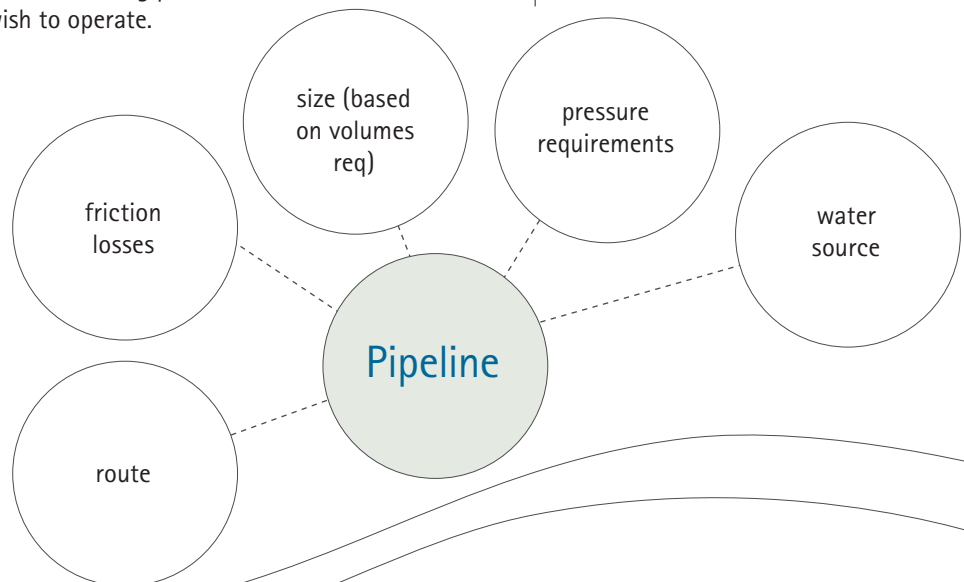 wish to operate.
size (based
on volumes
req)
pressure
requirements
friction
losses
water
source
Pipeline
route